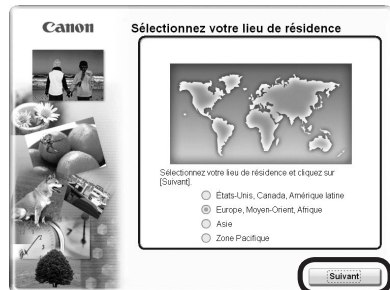 Canon
Sélectionnez votre lieu de résidence
Sélectionnez votre lieu de résidence et cliquez sur
[Suivant].
États-Unis, Canada, Amérique latine
Europe, Moyen-Orient, Afrique
Asie
Zone Pacifique
Suivant